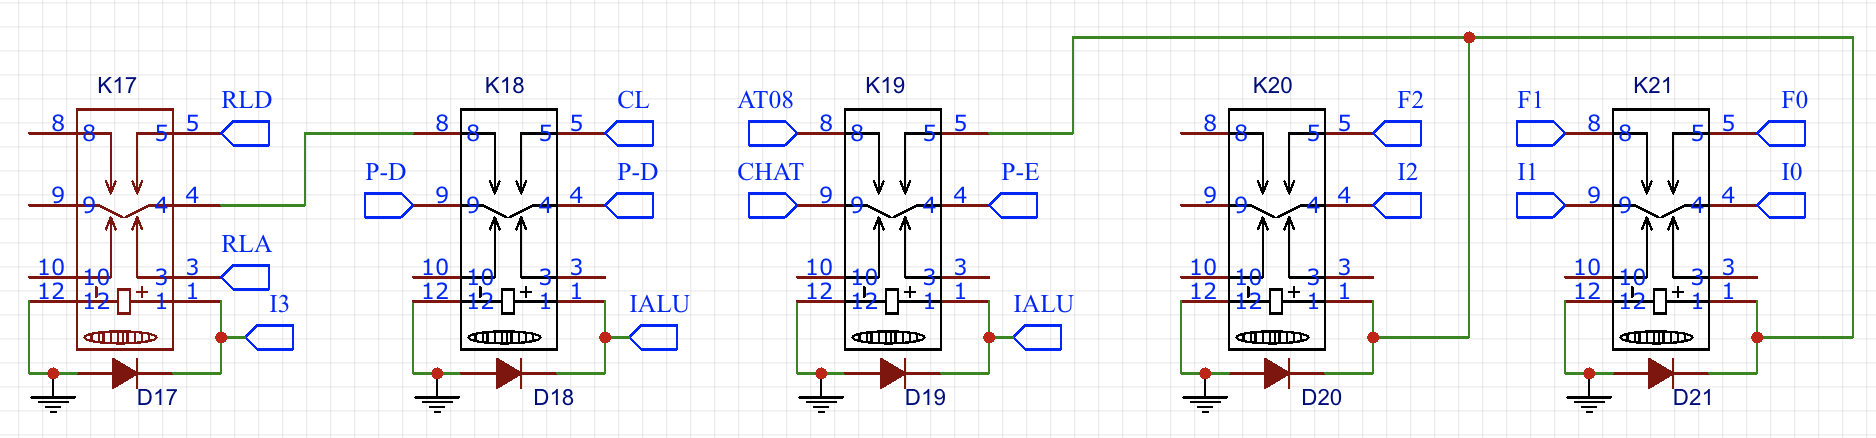 K17 K18 K19 K20 K21
RLD CL AT08 F2 F1 F0
8 8 5 5 8 8 5 5 8 8 5 5 8 8 5 5 8 8 5 5
P-D P-D CHAT P-E I2 I1 I0
9 9 4 4 9 9 4 4 9 9 4 4 9 9 4 4 9 9 4 4
RLA
10 10 3 3 10 10 3 3 10 10 3 3 10 10 3 3 10 10 3 3
12 12 + 1 1 12 12 + 1 1 12 12 + 1 1 12 12 + 1 1 12 12 + 1 1
I3 IALU IALU
D17 D18 D19 D20 D21